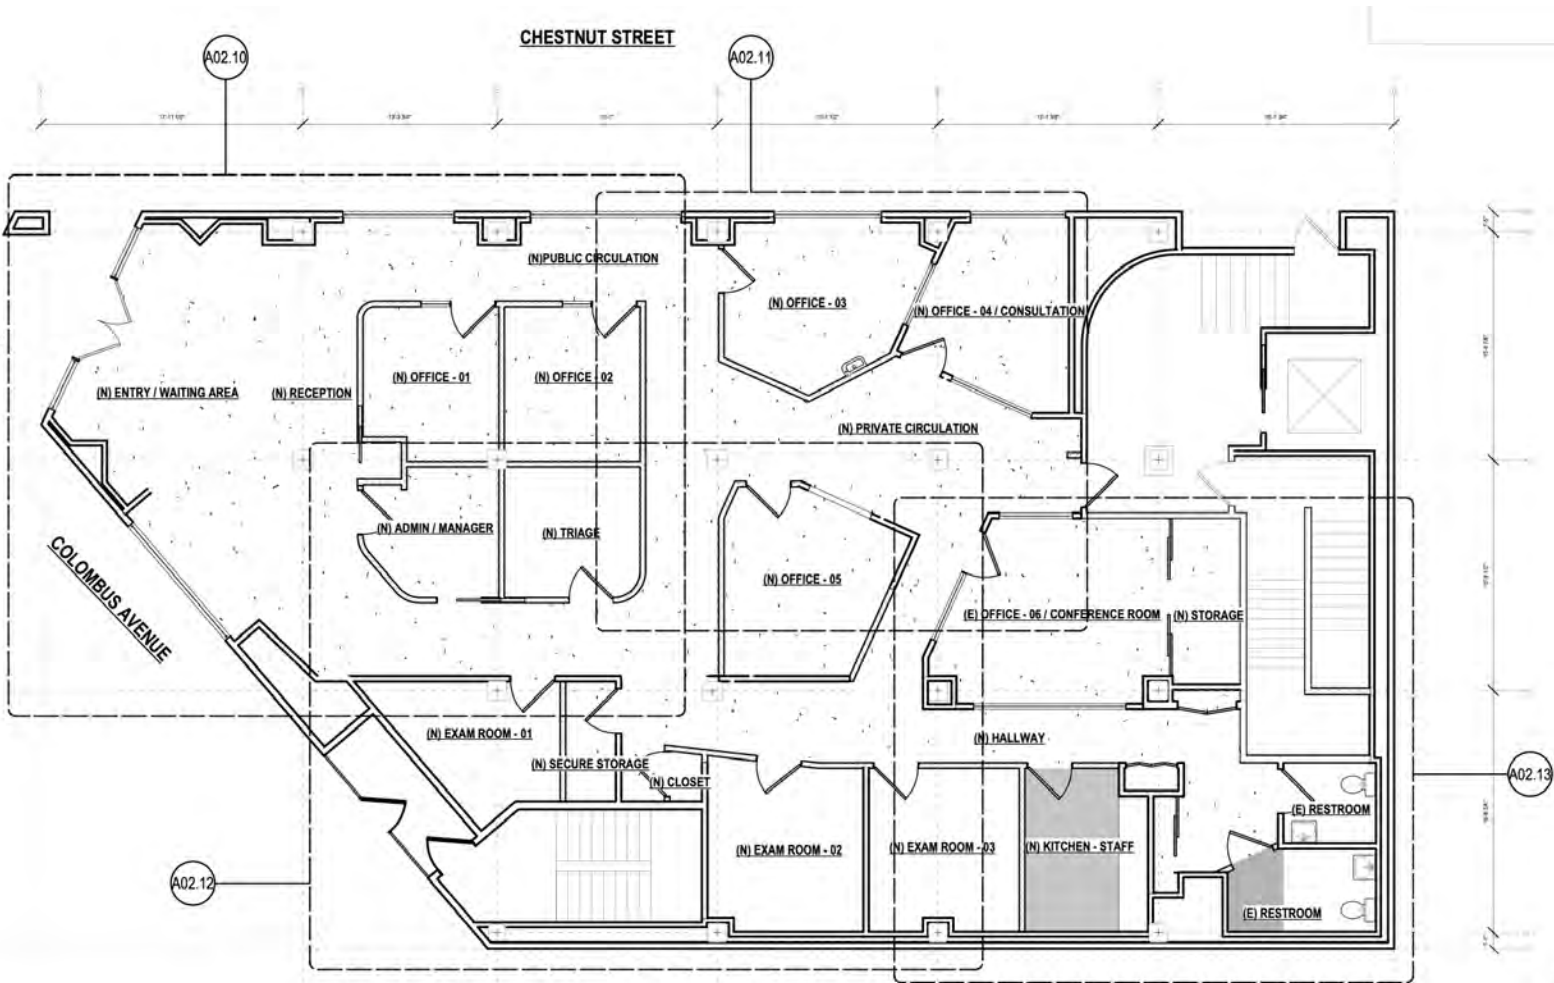 CHESTNUT STREET
A02.10
A02.11
(N)PUBLIC CIRCULATION
(N) OFFICE - 03
(N) OFFICE - 04 / CONSULTATION
(N) OFFICE - 01
(N) OFFICE - 02
(N) ENTRY / WAITING AREA
(N) RECEPTION
(N) PRIVATE CIRCULATION
(N) ADMIN / MANAGER
(N) TRIAGE
COLOMBUS AVENUE
(N) OFFICE - 05
(E) OFFICE - 06 / CONFERENCE ROOM
(N) STORAGE
(N) EXAM ROOM - 01
(N) HALLWAY
(N) SECURE STORAGE
(N) CLOSET
A02.13
(E) RESTROOM
(N) EXAM ROOM - 02
(N) EXAM ROOM - 03
(N) KITCHEN - STAFF
A02.12
(E) RESTROOM